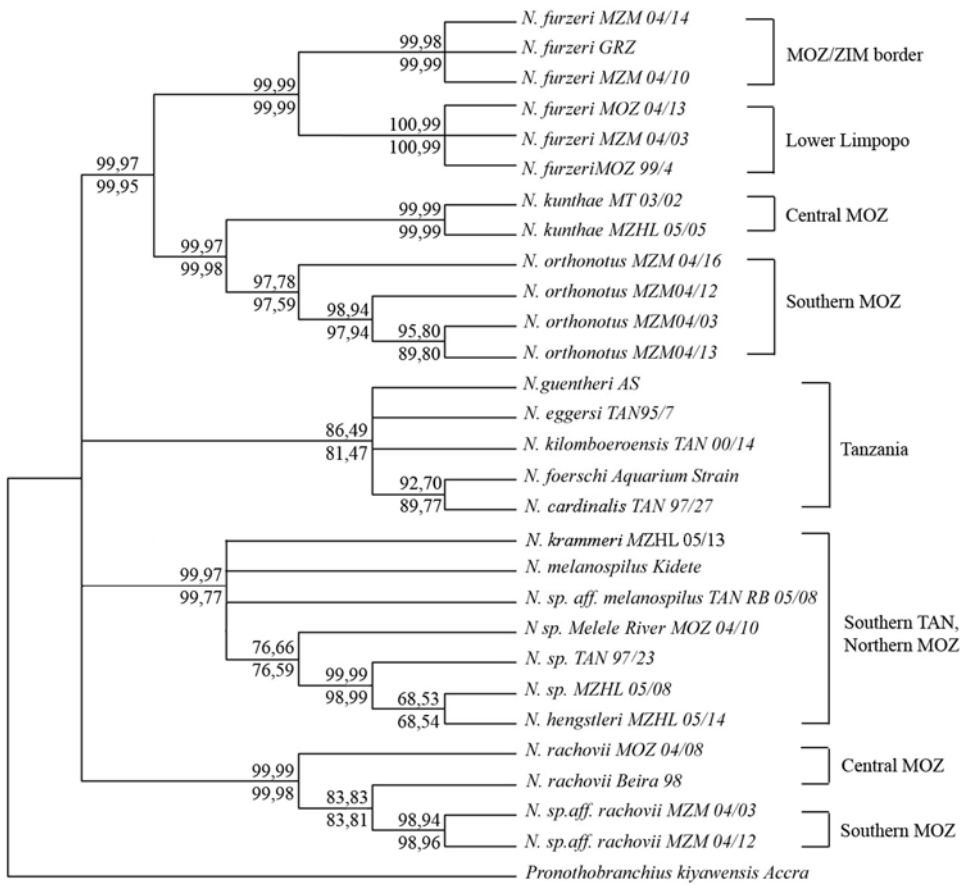 N. furzeri MZM 04/14
99,98
N. furzeri GRZ
MOZ/ZIM border
99,99
99,99
N. furzeri MZM 04/10
99,99
N. furzeri MOZ 04/13
100,99
N. furzeri MZM 04/03
Lower Limpopo
100,99
99,97
N. furzeriMOZ 99/4
99,95
N. kunthae MT 03/02
99,99
Central MOZ
99,99
N. kunthae MZHL 05/05
99,97
99,98
N. orthonotus MZM 04/16
97,78
97,59
N. orthonotus MZM04/12
Southern MOZ
98,94
97,94
N. orthonotus MZM04/03
95,80
89,80
N. orthonotus MZM04/13
N.guentheri AS
N. eggersi TAN95/7
86,49
81,47
N. kilomboeroensis TAN 00/14
Tanzania
N. foerschi Aquarium Strain
92,70
89,77
N. cardinalis TAN 97/27
N. krammeri MZHL 05/13
N. melanospilus Kidete
99,97
99,77
N. sp. aff. melanospilus TAN RB 05/08
Southern TAN,
Northern MOZ
N sp. Melele River MOZ 04/10
76,66
76,59
N. sp. TAN 97/23
99,99
98,99
N. sp. MZHL 05/08
68,53
68,54
N. hengstleri MZHL 05/14
N. rachovii MOZ 04/08
Central MOZ
99,99
99,98
N. rachovii Beira 98
83,83
83,81
N. sp.aff. rachovii MZM 04/03
98,94
Southern MOZ
98,96
N. sp.aff. rachovii MZM 04/12
Pronothobranchius kiyawensis Accra